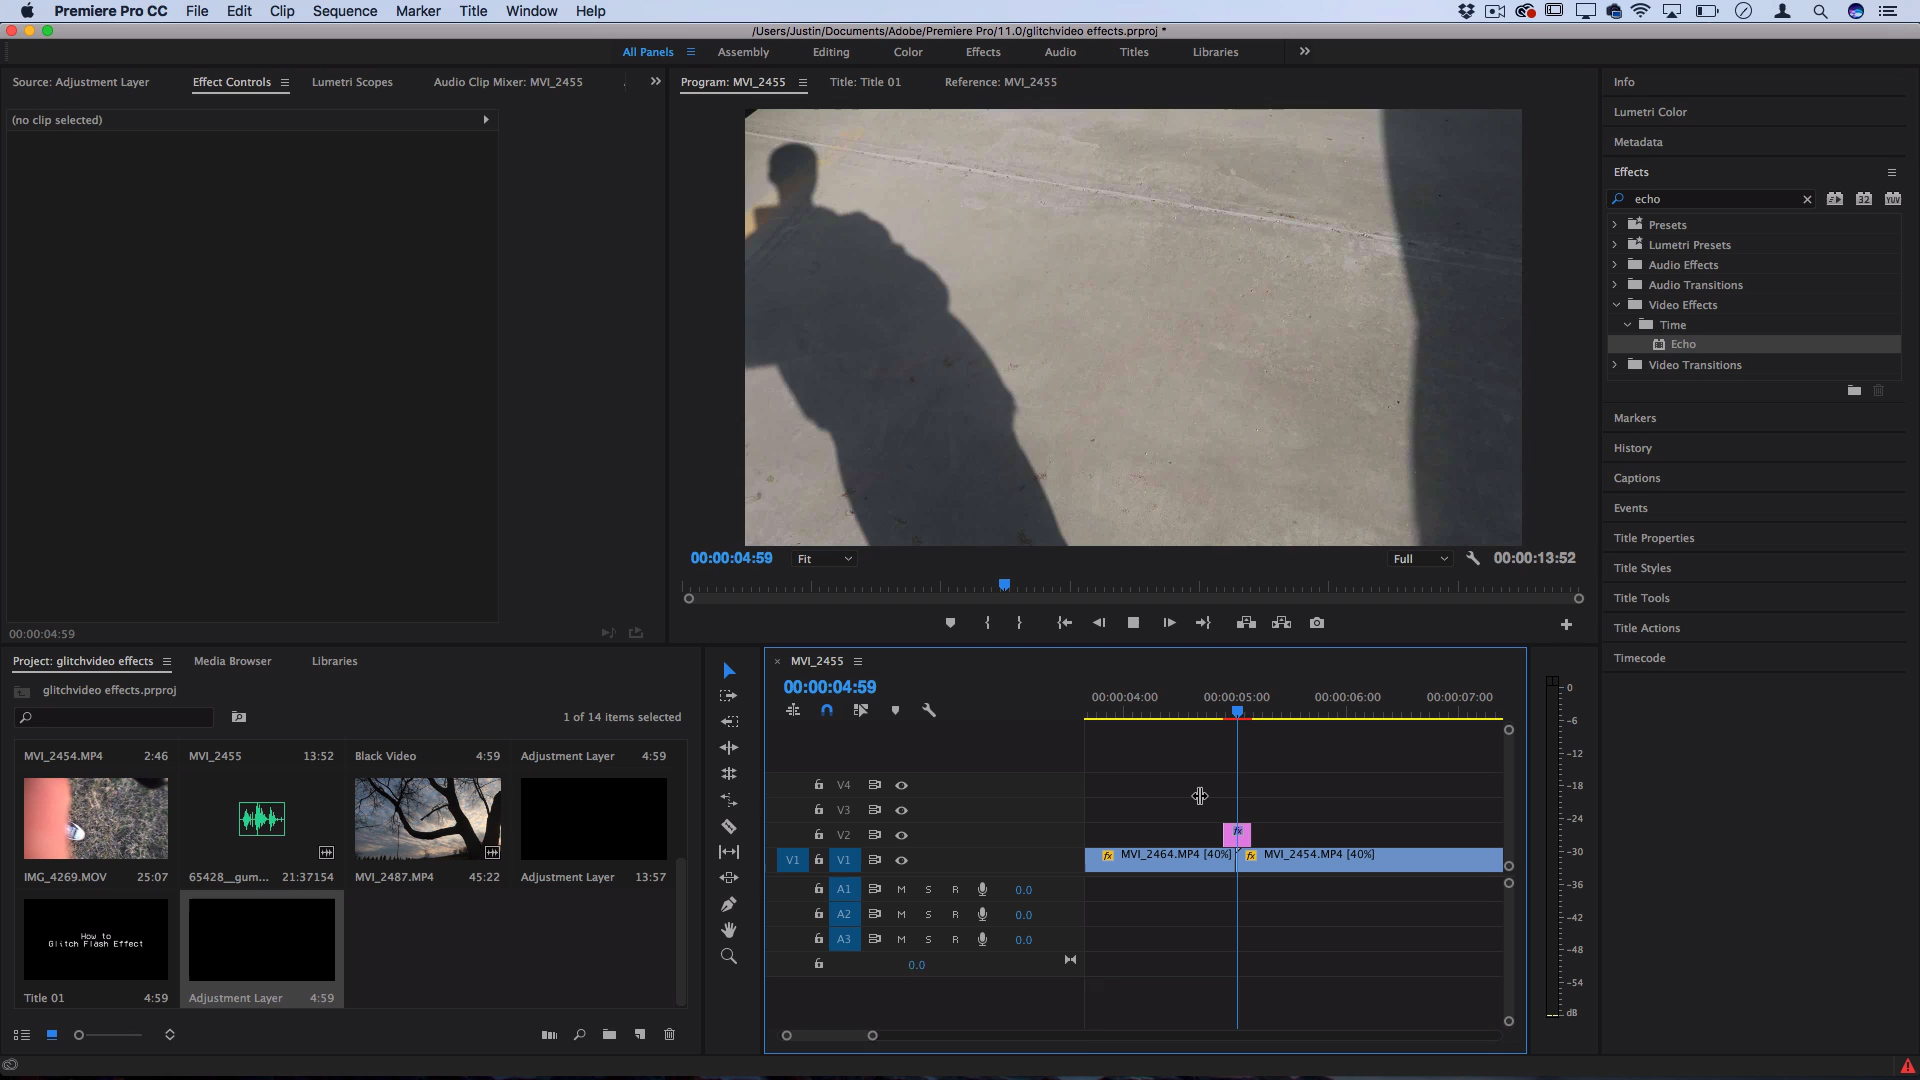 Premiere Pro CC File Edit Clip Sequence Marker Title Window Help
/Users/Justin/Documents/Adobe/Premiere Pro/11.0/glitchvideo effects.prproj *
All Panels Assembly Editing Color Effects Audio Titles Libraries
Source: Adjustment Layer Effect Controls Lumetri Scopes Audio Clip Mixer: MVI_2455
(no clip selected)
00:00:04:59
Program: MVI_2455 Title: Title 01 Reference: MVI_2455
00:00:04:59 Fit Full 00:00:13:52
Info
Lumetri Color
Metadata
Effects
echo
32 YUV
Presets
Lumetri Presets
Audio Effects
Audio Transitions
Video Effects
Time
Echo
Video Transitions
Markers
History
Captions
Events
Title Properties
Title Styles
Title Tools
Title Actions
Timecode
Project: glitchvideo effects Media Browser Libraries
glitchvideo effects.prproj
1 of 14 items selected
MVI_2454.MP4 2:46 MVI_2455 13:52 Black Video 4:59 Adjustment Layer 4:59
IMG_4269.MOV 25:07 65428__gum... 21:37154 MVI_2487.MP4 45:22 Adjustment Layer 13:57
How to
Glitch Flash Effect
Title 01 4:59 Adjustment Layer 4:59
MVI_2455
00:00:04:59
00:00:04:00 00:00:05:00 00:00:06:00 00:00:07:00
V4
V3
V2 fx
V1 V1 fx MVI_2464.MP4 [40%] fx MVI_2454.MP4 [40%]
A1 M S R 0.0
A2 M S R 0.0
A3 M S R 0.0
0.0
0
-6
-12
-18
-24
-30
-36
-42
-48
-54
dB